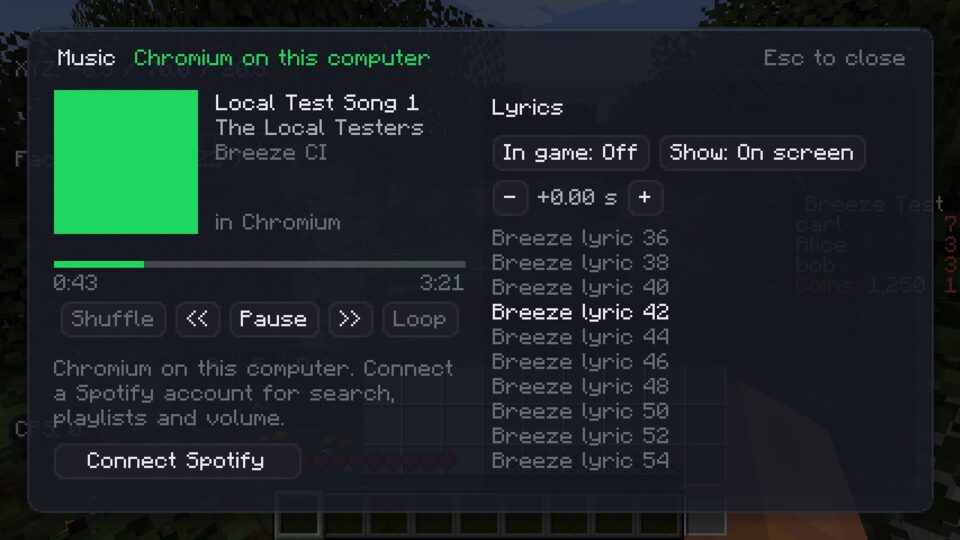 Music Chromium on this computer
Esc to close
Local Test Song 1
The Local Testers
Breeze CI
in Chromium
0:43
3:21
Shuffle
<<
Pause
>>
Loop
Chromium on this computer. Connect
a Spotify account for search,
playlists and volume.
Connect Spotify
Lyrics
In game: Off
Show: On screen
- +0.00 s +
Breeze lyric 36
Breeze lyric 38
Breeze lyric 40
Breeze lyric 42
Breeze lyric 44
Breeze lyric 46
Breeze lyric 48
Breeze lyric 50
Breeze lyric 52
Breeze lyric 54
Breeze Test
carl 7
Alice 3
bob 3
Coins: 1,250 1